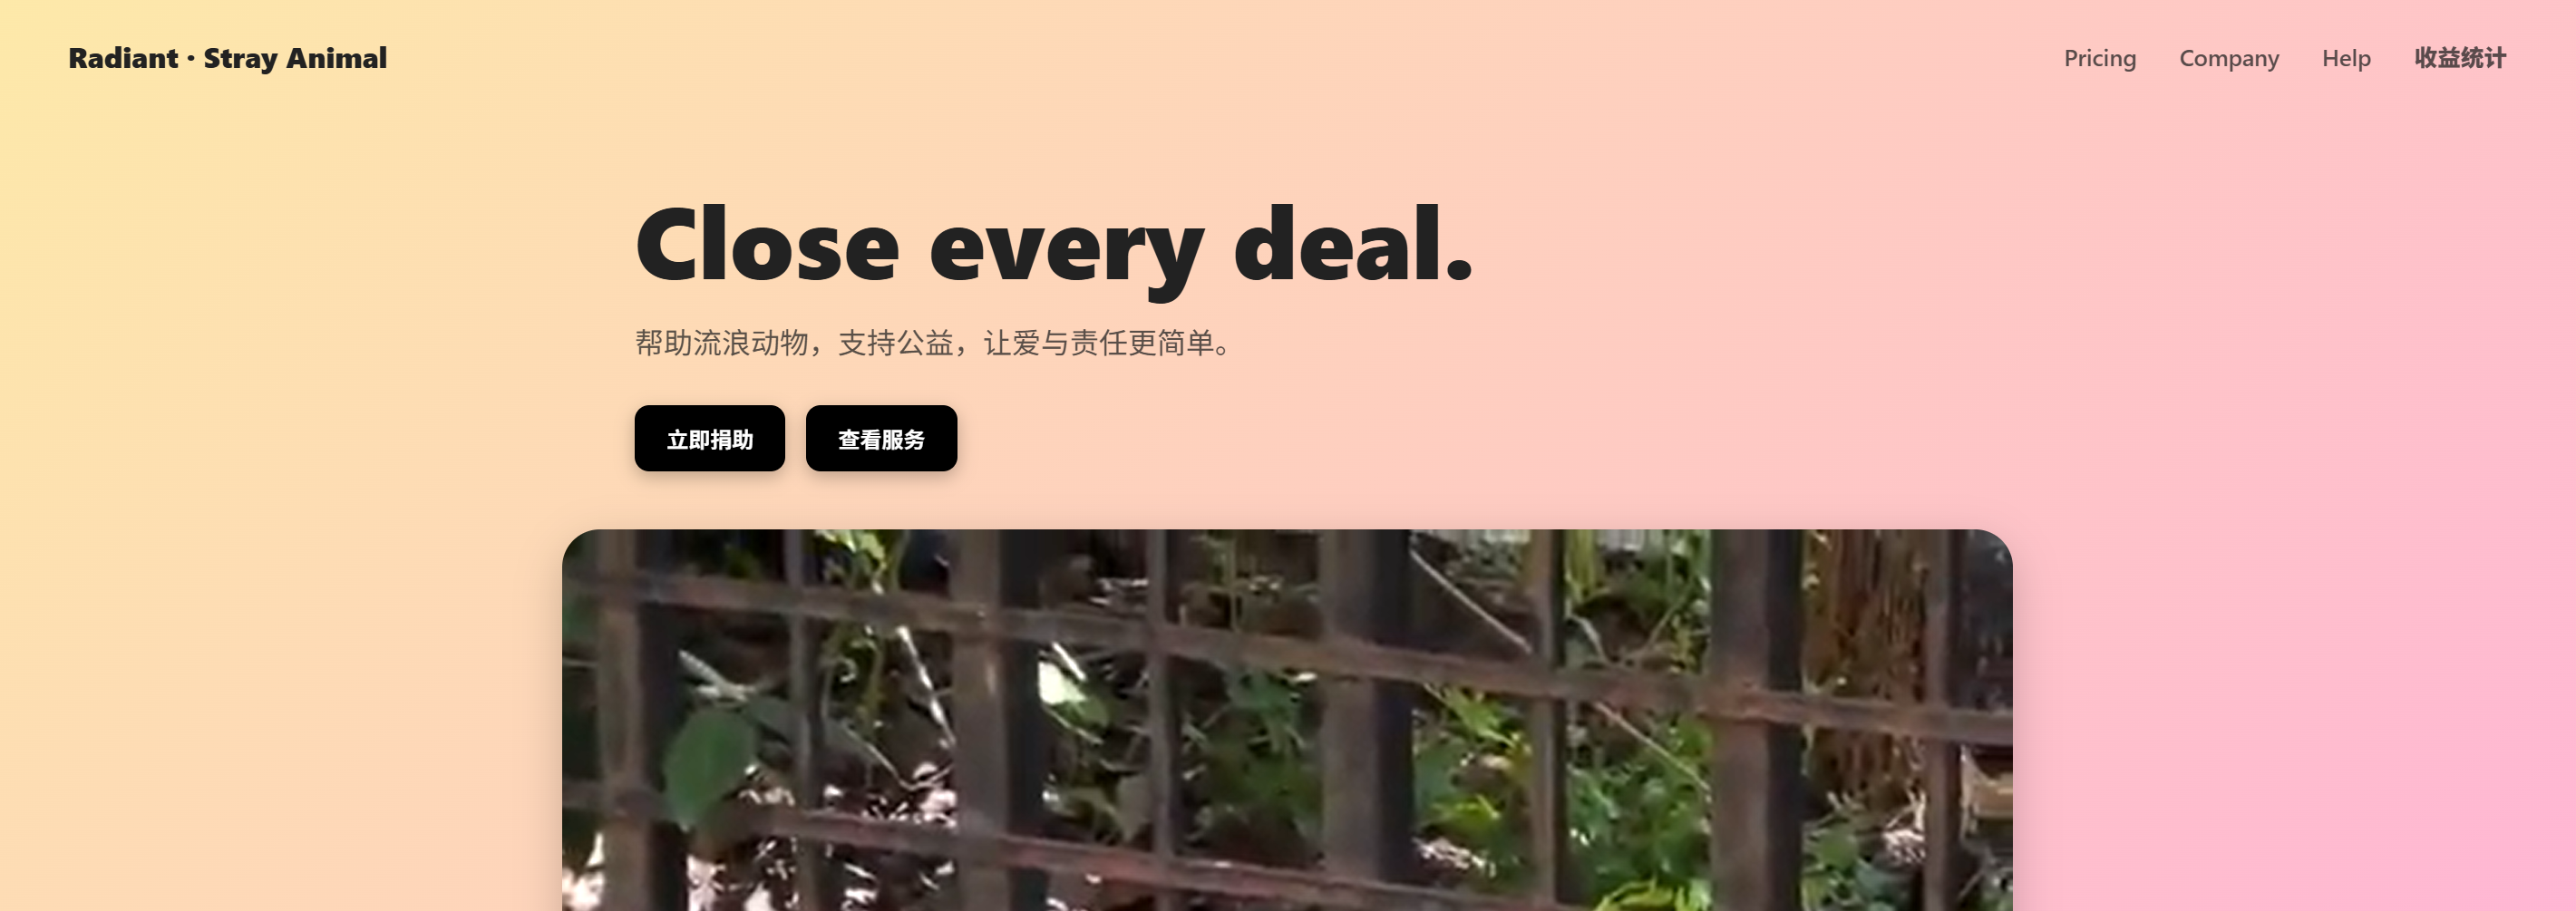 Radiant · Stray Animal
Pricing Company Help 收益统计
Close every deal.
帮助流浪动物，支持公益，让爱与责任更简单。
立即捐助 查看服务